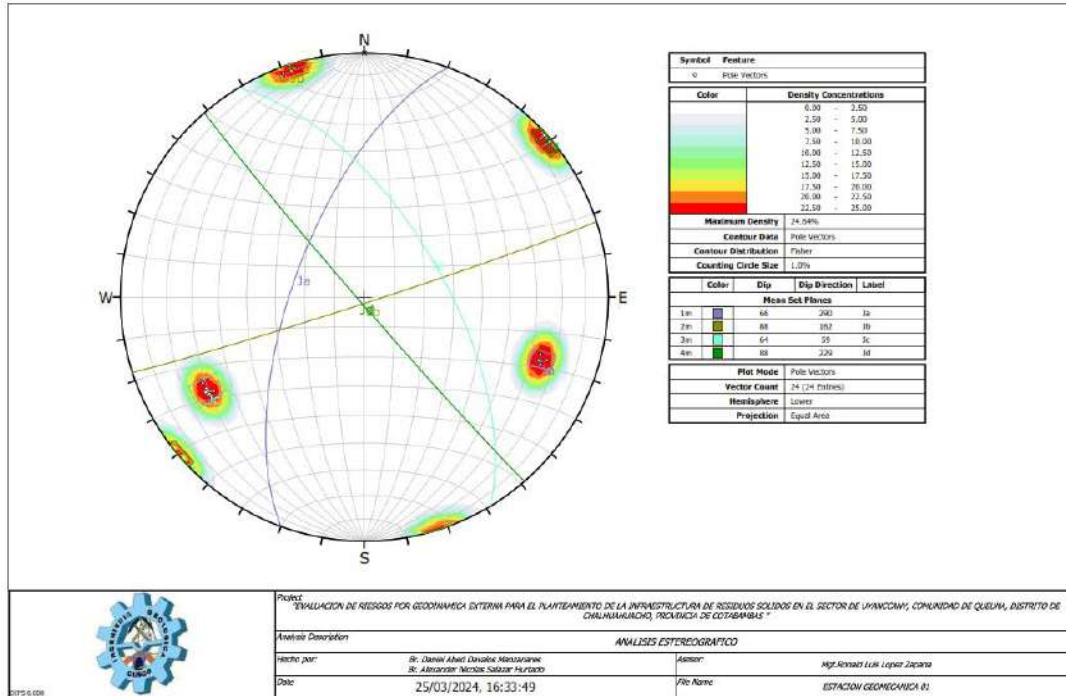 N
W
E
S
Ja
Symbol Feature
Pole Vectors
Color Density Concentrations
0.00 - 2.50
2.50 - 5.00
5.00 - 7.50
7.50 - 10.00
10.00 - 12.50
12.50 - 15.00
15.00 - 17.50
17.50 - 20.00
20.00 - 22.50
22.50 - 25.00
Maximum Density 24.64%
Contour Data Pole Vectors
Contour Distribution Fisher
Counting Circle Size 1.0%
Color Dip Dip Direction Label
Mean Set Planes
1m 66 290 Ja
2m 88 162 Jb
3m 64 59 Jc
4m 88 229 Jd
Plot Mode Pole Vectors
Vector Count 24 (24 Entries)
Hemisphere Lower
Projection Equal Area
Project
"EVALUACION DE RIESGOS POR GEODINAMICA EXTERNA PARA EL PLANTEAMIENTO DE LA INFRAESTRUCTURA DE RESIDUOS SOLIDOS EN EL SECTOR DE UYANCCANY, COMUNIDAD DE QUEUÑA, DISTRITO DE
CHALHUAHUACHO, PROVINCIA DE COTABAMBAS "
Analysis Description ANALISIS ESTEREOGRAFICO
Hecho por: Br. Daniel Abed Davalos Manzanares
Br. Alexander Nicolas Salazar Hurtado
Asesor: Mgt.Ronald Luis Lopez Zapana
Date 25/03/2024, 16:33:49 File Name ESTACION GEOMECANICA 01
INGENIERIA GEOLOGICA
CUSCO